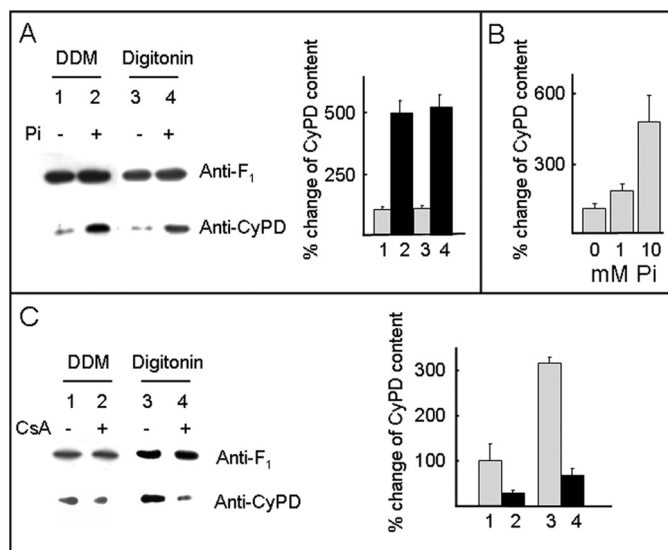 A
DDM Digitonin
1 2 3 4
Pi - + - +
Anti-F₁
Anti-CyPD
% change of CyPD content
500
250
1 2 3 4
B
% change of CyPD content
600
300
0 1 10
mM Pi
C
DDM Digitonin
1 2 3 4
CsA - + - +
Anti-F₁
Anti-CyPD
% change of CyPD content
300
200
100
1 2 3 4